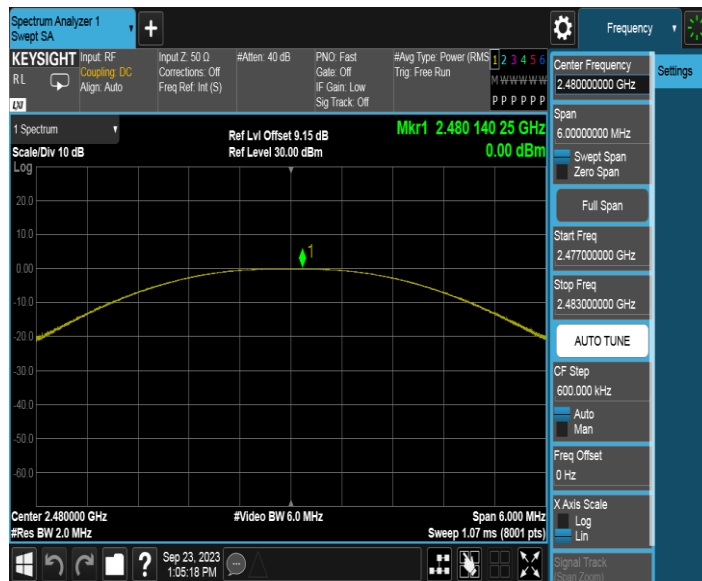 Spectrum Analyzer 1
Swept SA
Frequency
KEYSIGHT
RL
LXI
Input: RF
Coupling: DC
Align: Auto
Input Z: 50 Ω
Corrections: Off
Freq Ref: Int (S)
#Atten: 40 dB
PNO: Fast
Gate: Off
IF Gain: Low
Sig Track: Off
#Avg Type: Power (RMS
Trig: Free Run
1 2 3 4 5 6
M W W W W W
P P P P P P
1 Spectrum
Scale/Div 10 dB
Ref Lvl Offset 9.15 dB
Ref Level 30.00 dBm
Mkr1 2.480 140 25 GHz
0.00 dBm
Log
20.0
10.0
0.00
-10.0
-20.0
-30.0
-40.0
-50.0
-60.0
1
Center 2.480000 GHz
#Res BW 2.0 MHz
#Video BW 6.0 MHz
Span 6.000 MHz
Sweep 1.07 ms (8001 pts)
Sep 23, 2023
1:05:18 PM
Center Frequency
2.480000000 GHz
Span
6.00000000 MHz
Swept Span
Zero Span
Full Span
Start Freq
2.477000000 GHz
Stop Freq
2.483000000 GHz
AUTO TUNE
CF Step
600.000 kHz
Auto
Man
Freq Offset
0 Hz
X Axis Scale
Log
Lin
Signal Track
(Span Zoom)
Settings